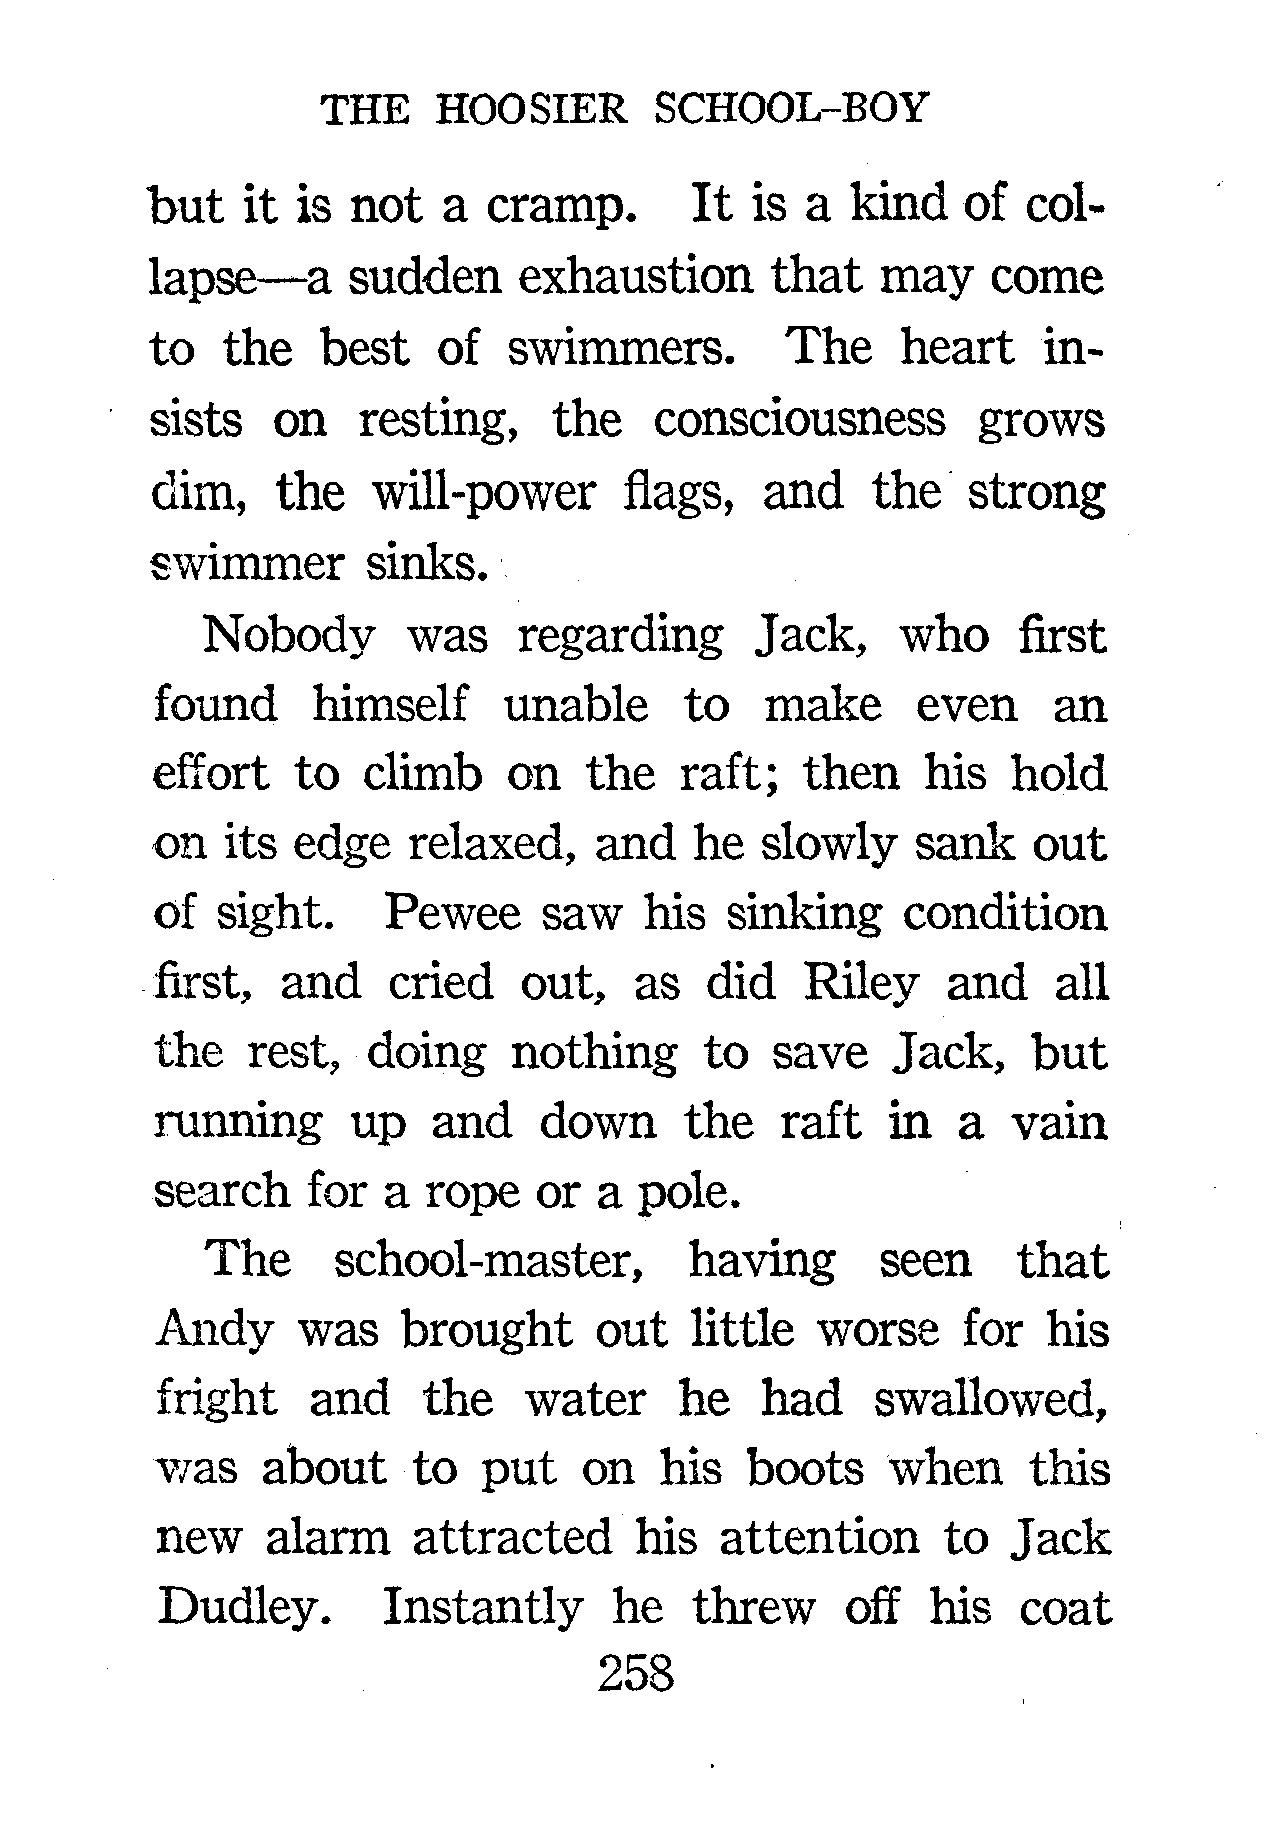 THE HOOSIER SCHOOL-BOY
but it is not a cramp. It is a kind of col-
lapse—a sudden exhaustion that may come
to the best of swimmers. The heart in-
sists on resting, the consciousness grows
dim, the will-power flags, and the strong
swimmer sinks.
Nobody was regarding Jack, who first
found himself unable to make even an
effort to climb on the raft; then his hold
on its edge relaxed, and he slowly sank out
of sight. Pewee saw his sinking condition
first, and cried out, as did Riley and all
the rest, doing nothing to save Jack, but
running up and down the raft in a vain
search for a rope or a pole.
The school-master, having seen that
Andy was brought out little worse for his
fright and the water he had swallowed,
was about to put on his boots when this
new alarm attracted his attention to Jack
Dudley. Instantly he threw off his coat
258